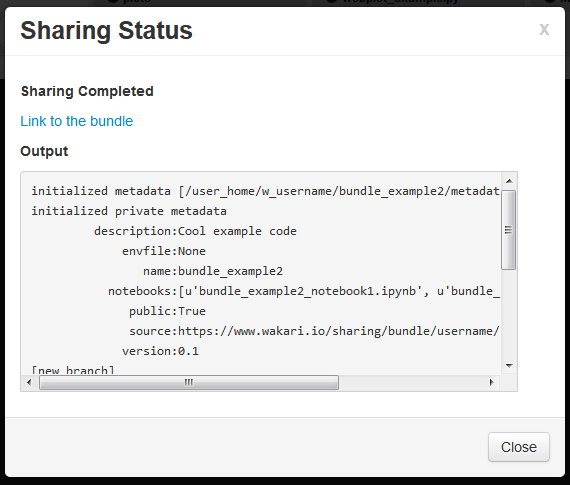 Sharing Status
x
Sharing Completed
Link to the bundle
Output
initialized metadata [/user_home/w_username/bundle_example2/metadat
initialized private metadata
description:Cool example code
envfile:None
name:bundle_example2
notebooks:[u'bundle_example2_notebook1.ipynb', u'bundle_
public:True
source:https://www.wakari.io/sharing/bundle/username/
version:0.1
[new branch]
Close